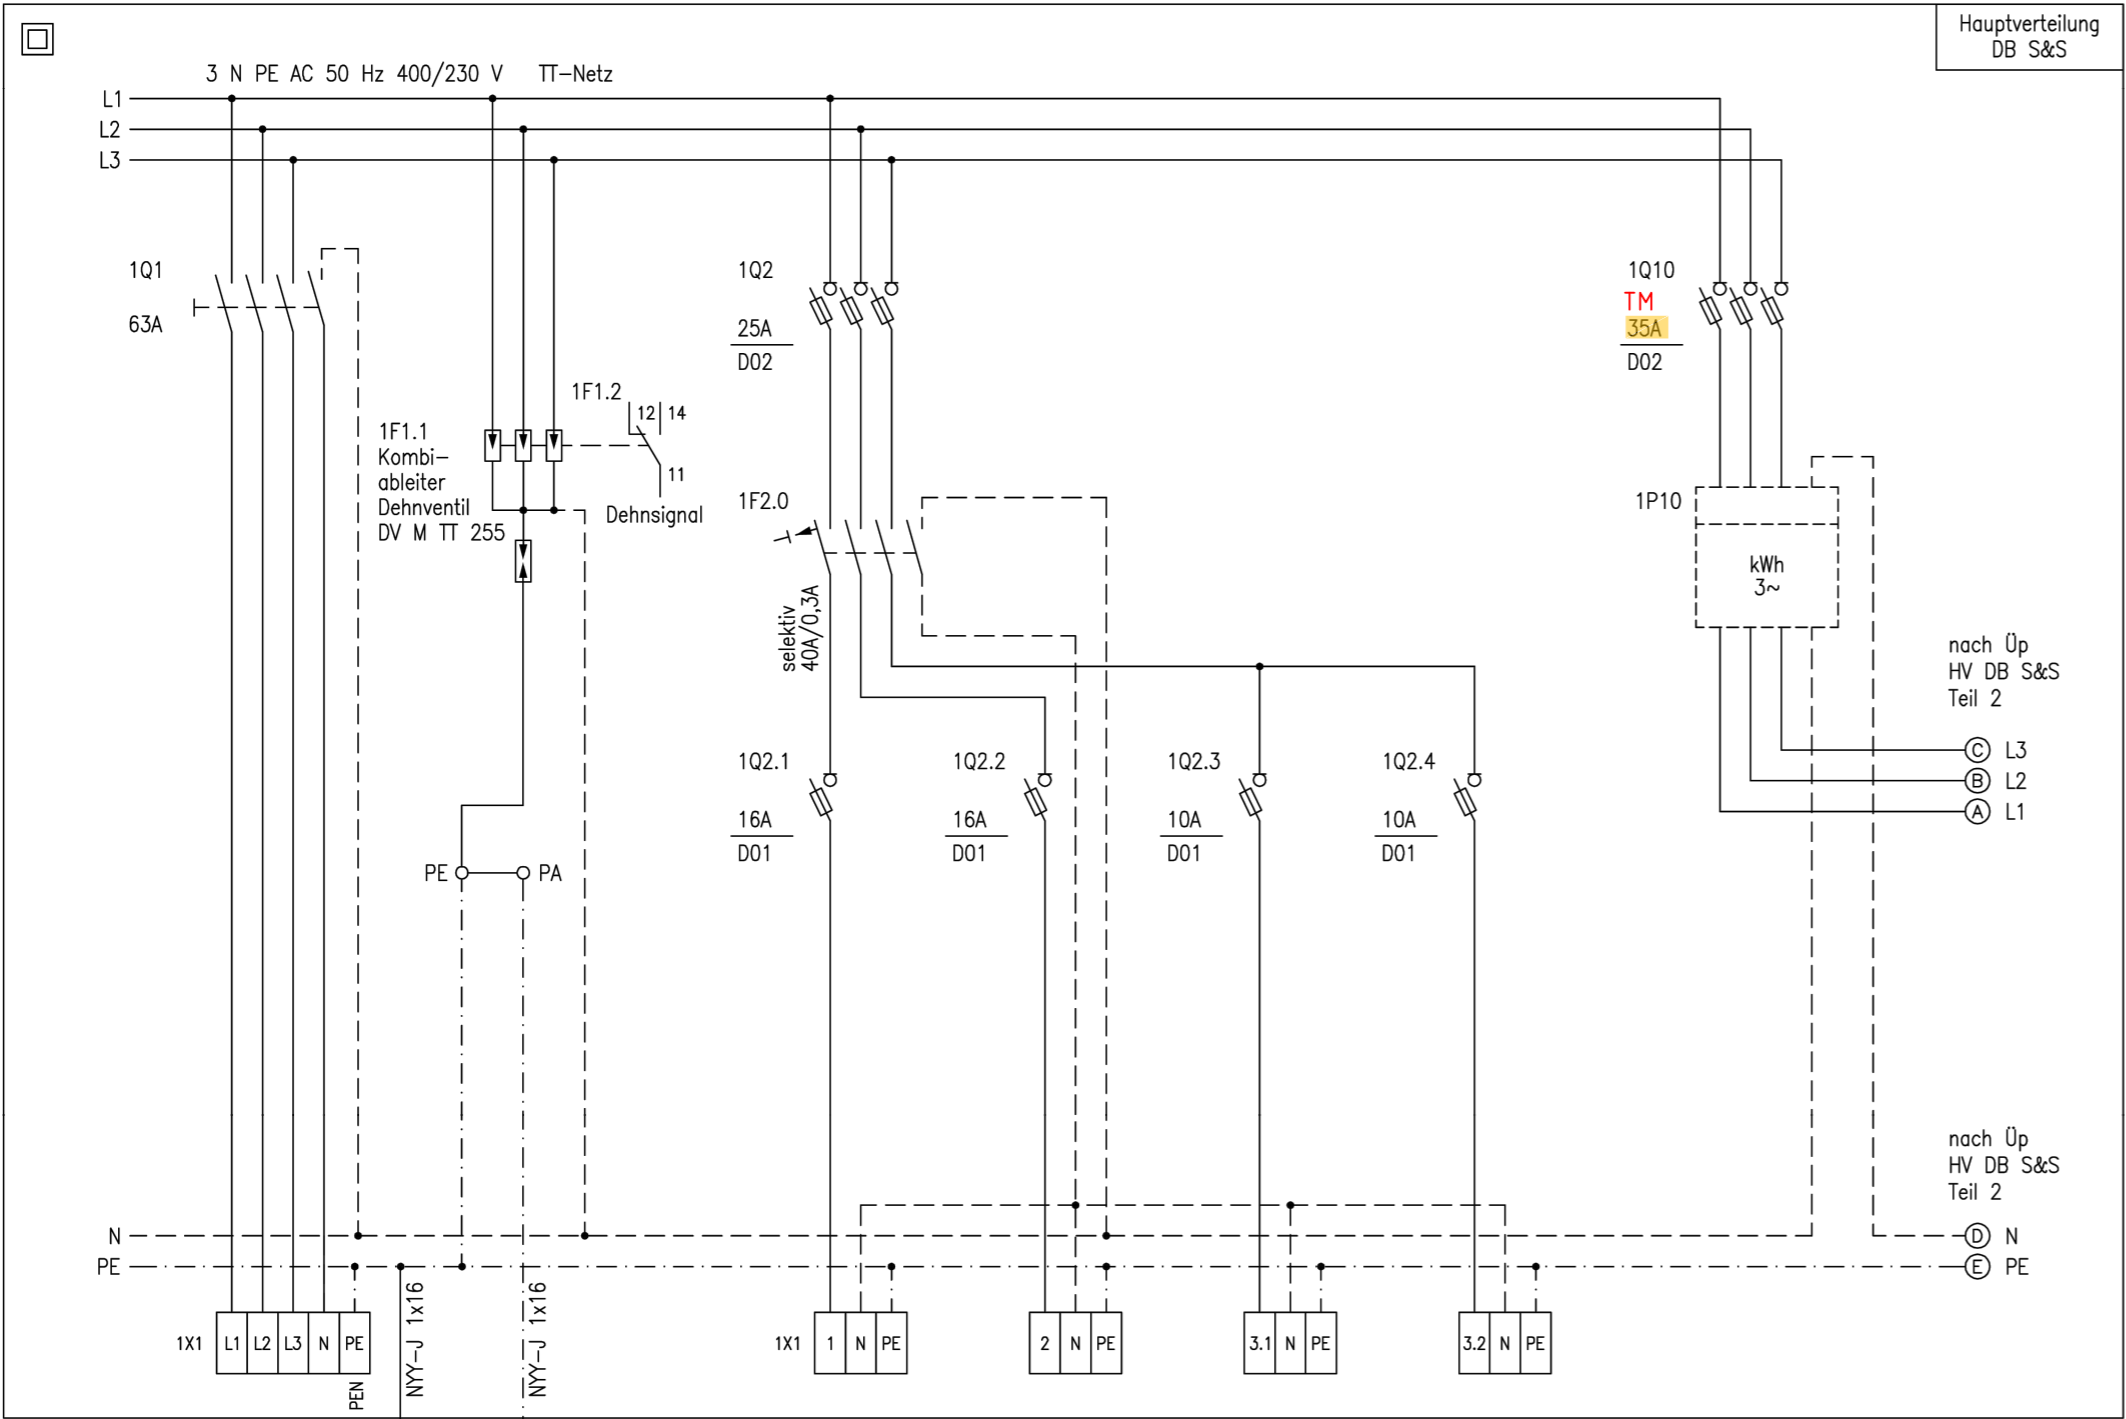 Hauptverteilung
DB S&S
3 N PE AC 50 Hz 400/230 V TT-Netz
L1
L2
L3
1Q1
63A
1F1.1
Kombi-
ableiter
Dehnventil
DV M TT 255
1F1.2
12 14
11
Dehnsignal
PE PA
1Q2
25A
D02
1F2.0
selektiv
40A/0,3A
1Q2.1
16A
D01
1Q2.2
16A
D01
1Q2.3
10A
D01
1Q2.4
10A
D01
1Q10
TM
35A
D02
1P10
kWh
3~
nach Üp
HV DB S&S
Teil 2
C L3
B L2
A L1
nach Üp
HV DB S&S
Teil 2
D N
E PE
N
PE
1X1 L1 L2 L3 N PE
PEN
NYY-J 1x16
NYY-J 1x16
1X1 1 N PE
2 N PE
3.1 N PE
3.2 N PE